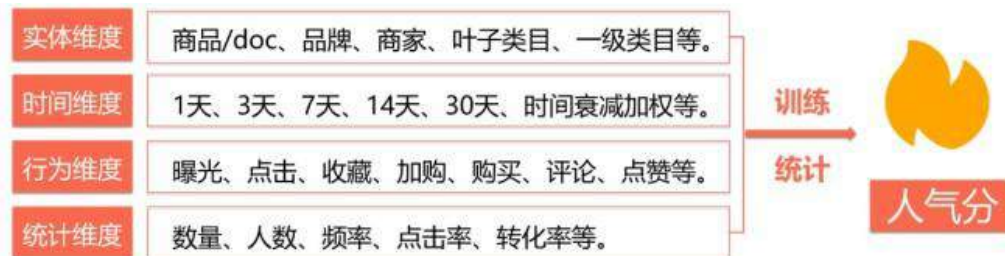 实体维度 商品/doc、品牌、商家、叶子类目、一级类目等。
时间维度 1天、3天、7天、14天、30天、时间衰减加权等。
行为维度 曝光、点击、收藏、加购、购买、评论、点赞等。
统计维度 数量、人数、频率、点击率、转化率等。
训练
统计
人气分